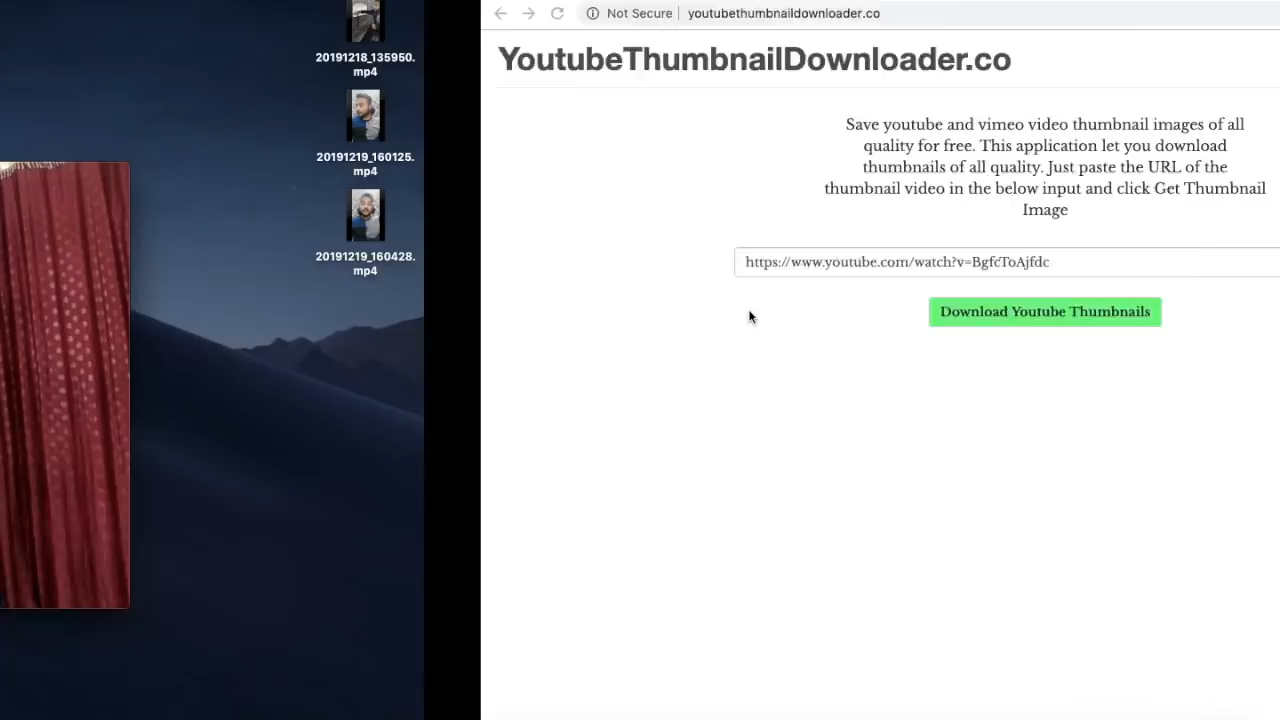 20191218_135950.
mp4
20191219_160125.
mp4
20191219_160428.
mp4
Not Secure | youtubethumbnaildownloader.co
YoutubeThumbnailDownloader.co
Save youtube and vimeo video thumbnail images of all
quality for free. This application let you download
thumbnails of all quality. Just paste the URL of the
thumbnail video in the below input and click Get Thumbnail
Image
https://www.youtube.com/watch?v=BgfcToAjfdc
Download Youtube Thumbnails